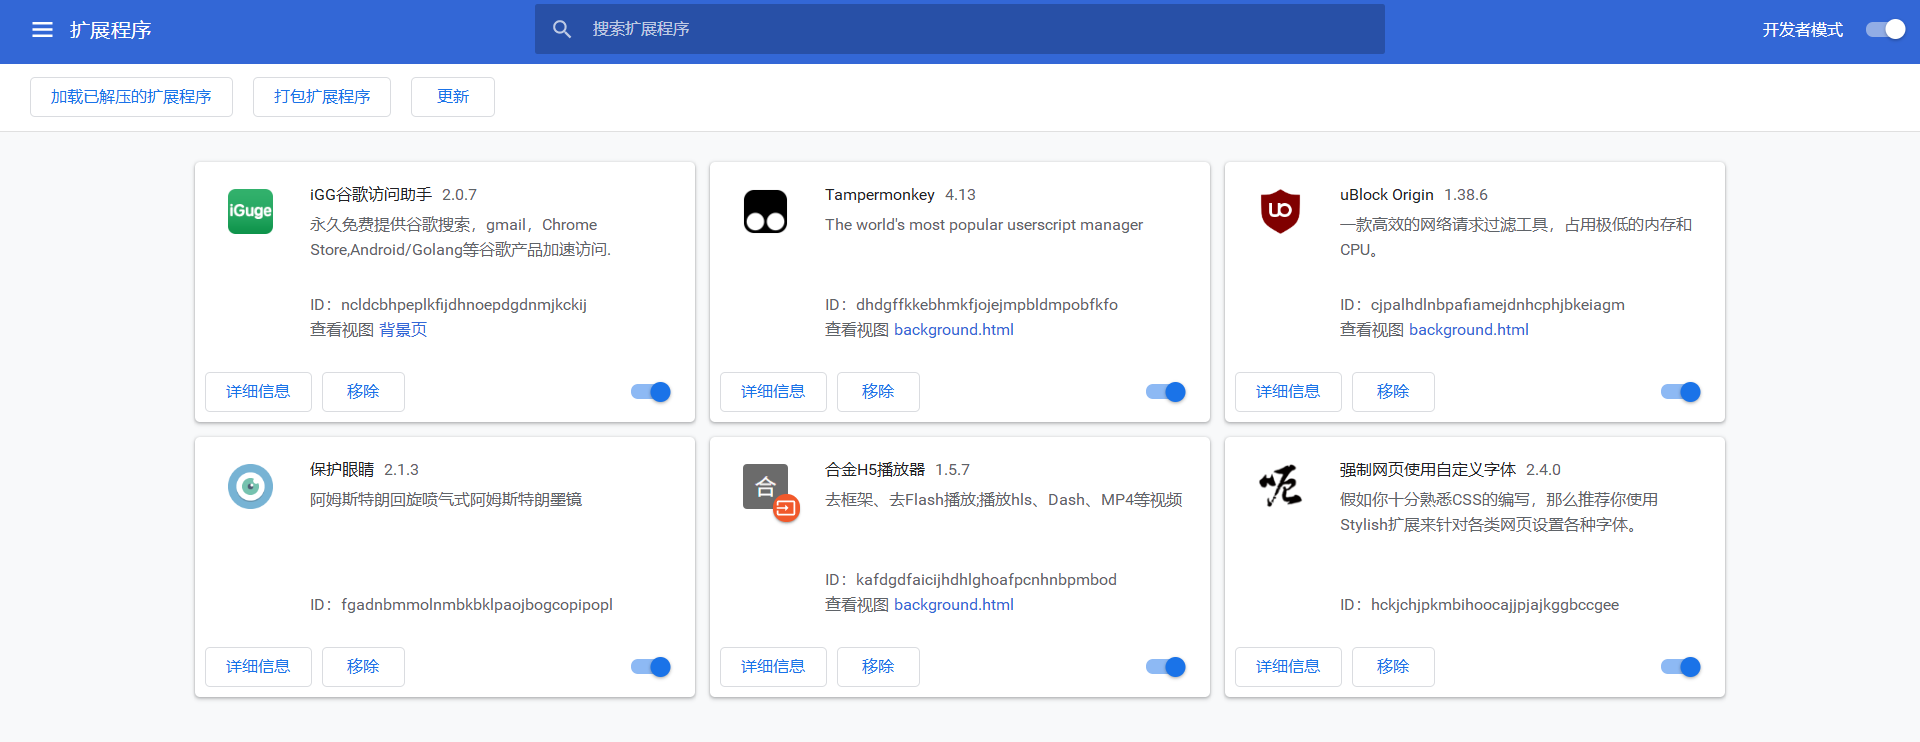 扩展程序
搜索扩展程序
开发者模式
加载已解压的扩展程序
打包扩展程序
更新
iGuge
iGG谷歌访问助手 2.0.7
永久免费提供谷歌搜索，gmail，Chrome
Store,Android/Golang等谷歌产品加速访问.
ID：ncldcbhpeplkfijdhnoepdgdnmjkckij
查看视图 背景页
详细信息
移除
Tampermonkey 4.13
The world's most popular userscript manager
ID：dhdgffkkebhmkfjojejmpbldmpobfkfo
查看视图 background.html
详细信息
移除
uO
uBlock Origin 1.38.6
一款高效的网络请求过滤工具，占用极低的内存和
CPU。
ID：cjpalhdlnbpafiamejdnhcphjbkeiagm
查看视图 background.html
详细信息
移除
保护眼睛 2.1.3
阿姆斯特朗回旋喷气式阿姆斯特朗墨镜
ID：fgadnbmmolnmbkbklpaojbogcopipopl
详细信息
移除
合
合金H5播放器 1.5.7
去框架、去Flash播放;播放hls、Dash、MP4等视频
ID：kafdgdfaicijhdhlghoafpcnhnbpmbod
查看视图 background.html
详细信息
移除
呃
强制网页使用自定义字体 2.4.0
假如你十分熟悉CSS的编写，那么推荐你使用
Stylish扩展来针对各类网页设置各种字体。
ID：hckjchjpkmbihoocajjpjajkggbccgee
详细信息
移除